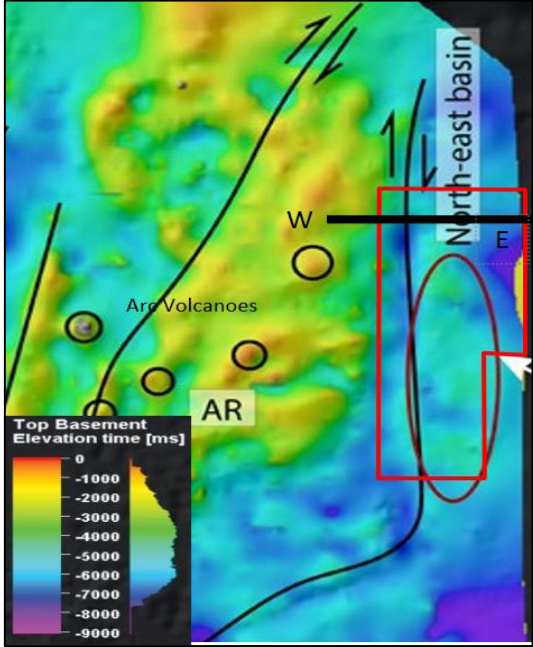 North-east basin
W
E
Arc Volcanoes
AR
Top Basement
Elevation time [ms]
0
-1000
-2000
-3000
-4000
-5000
-6000
-7000
-8000
-9000